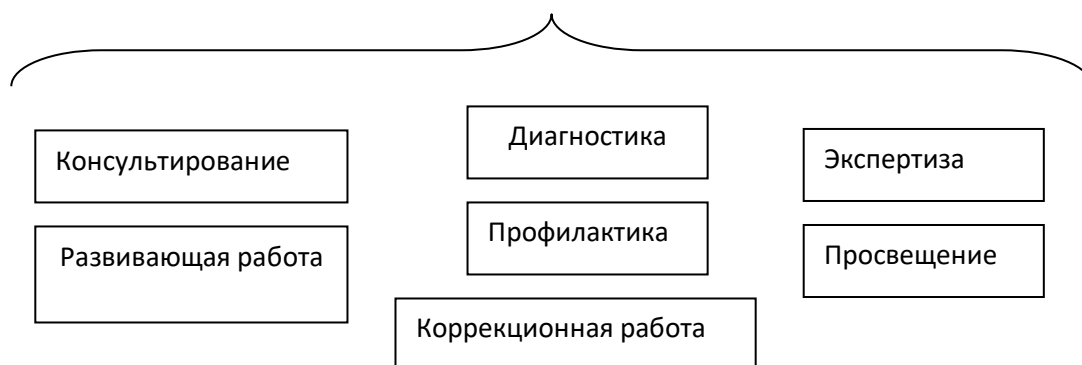 Диагностика
Консультирование
Экспертиза
Профилактика
Развивающая работа
Просвещение
Коррекционная работа